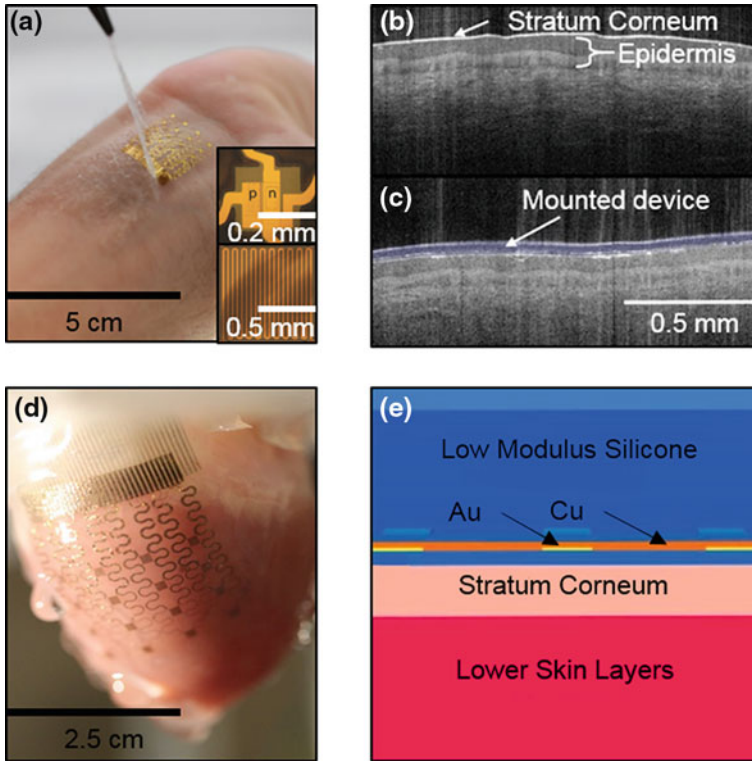 (a)
p n
0.2 mm
0.5 mm
5 cm
(b)
Stratum Corneum
Epidermis
(c)
Mounted device
0.5 mm
(d)
2.5 cm
(e)
Low Modulus Silicone
Au Cu
Stratum Corneum
Lower Skin Layers